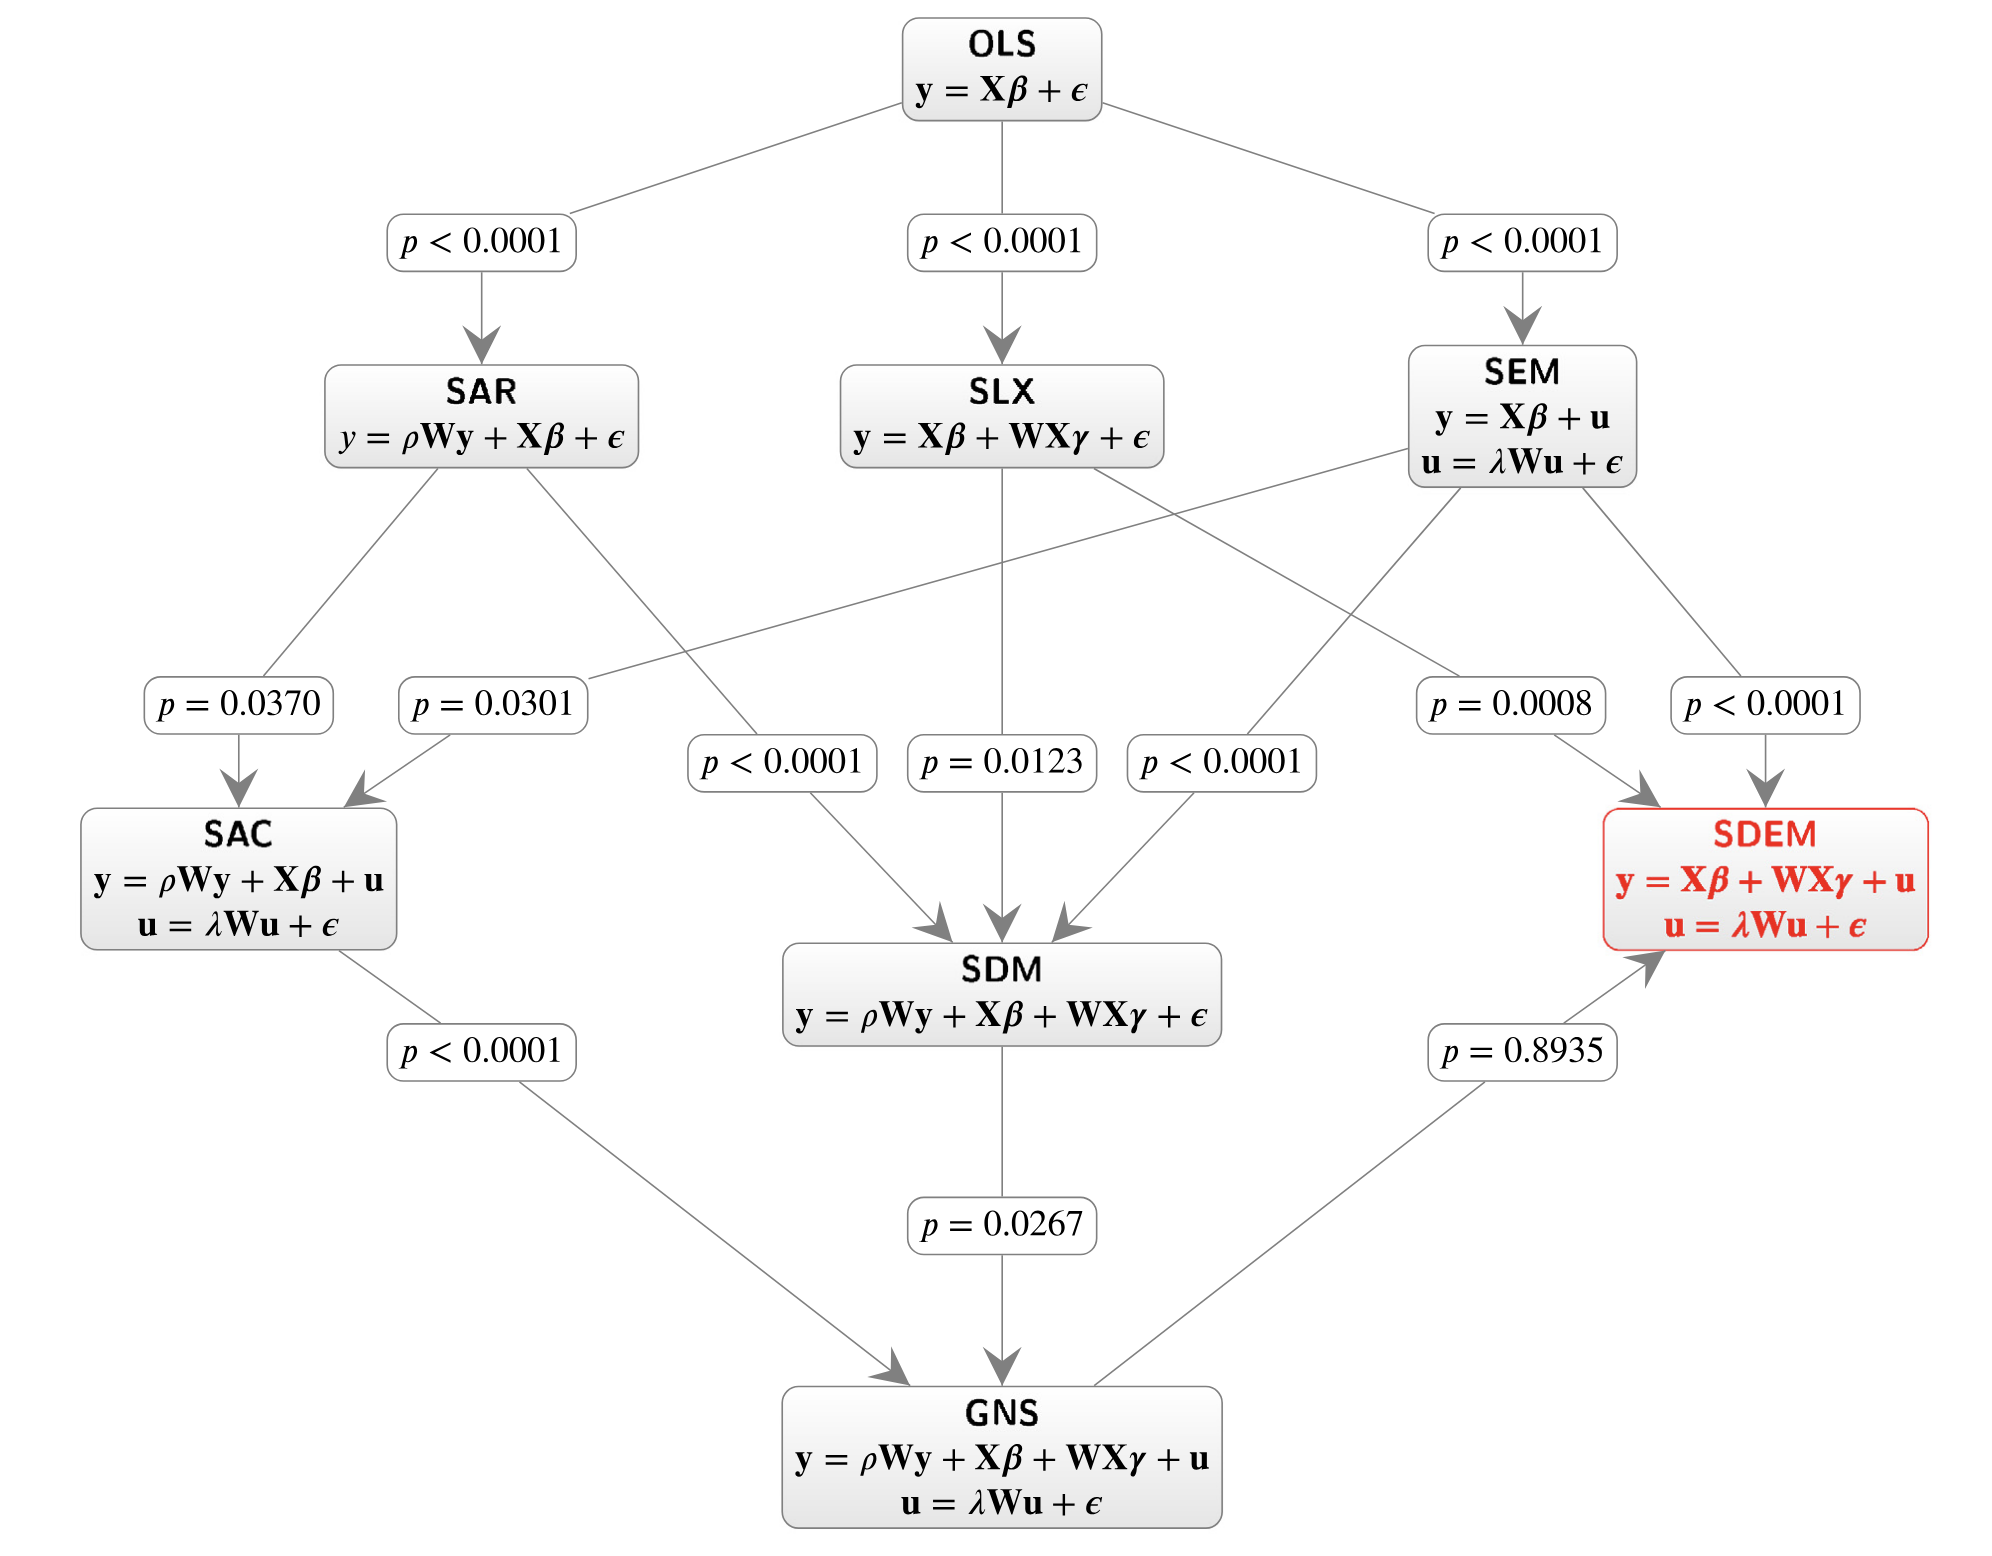 OLS
y = Xβ + ϵ
p < 0.0001
p < 0.0001
p < 0.0001
SAR
y = ρWy + Xβ + ϵ
SLX
y = Xβ + WXγ + ϵ
SEM
y = Xβ + u
u = λWu + ϵ
p = 0.0370
p = 0.0301
p < 0.0001
p = 0.0123
p < 0.0001
p = 0.0008
p < 0.0001
SAC
y = ρWy + Xβ + u
u = λWu + ϵ
SDM
y = ρWy + Xβ + WXγ + ϵ
SDEM
y = Xβ + WXγ + u
u = λWu + ϵ
p < 0.0001
p = 0.0267
p = 0.8935
GNS
y = ρWy + Xβ + WXγ + u
u = λWu + ϵ